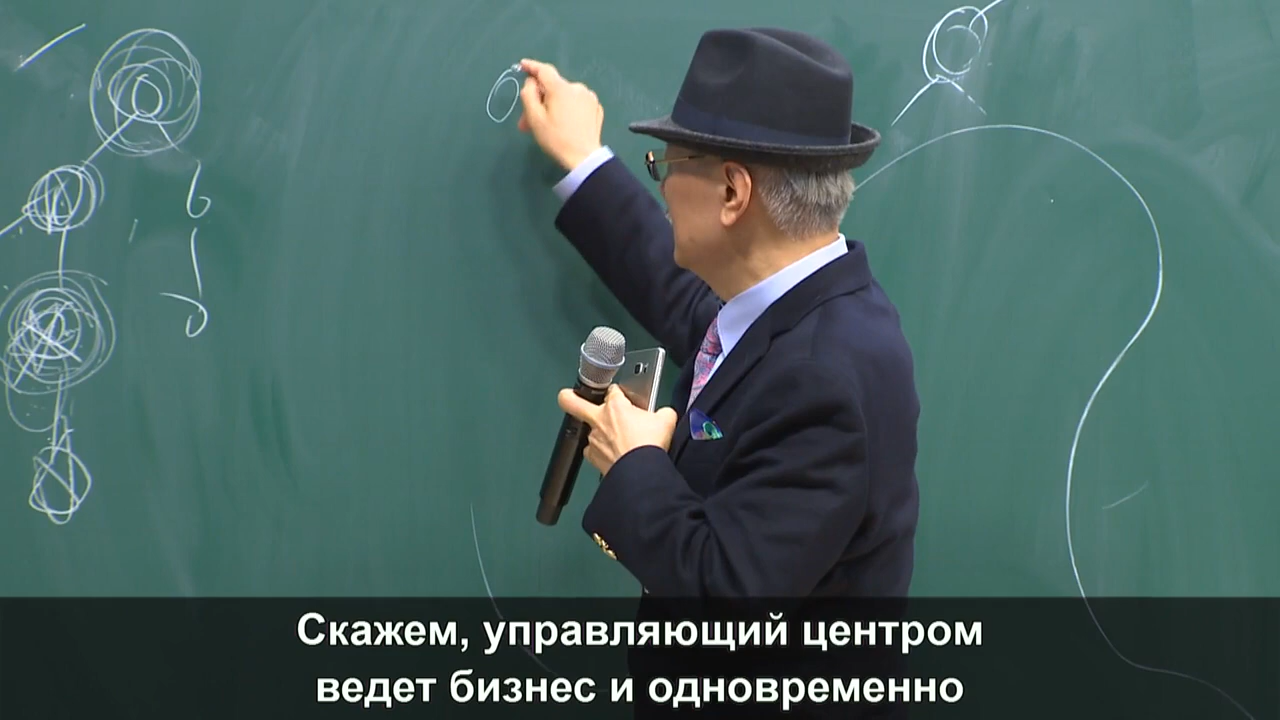 Скажем, управляющий центром
ведет бизнес и одновременно